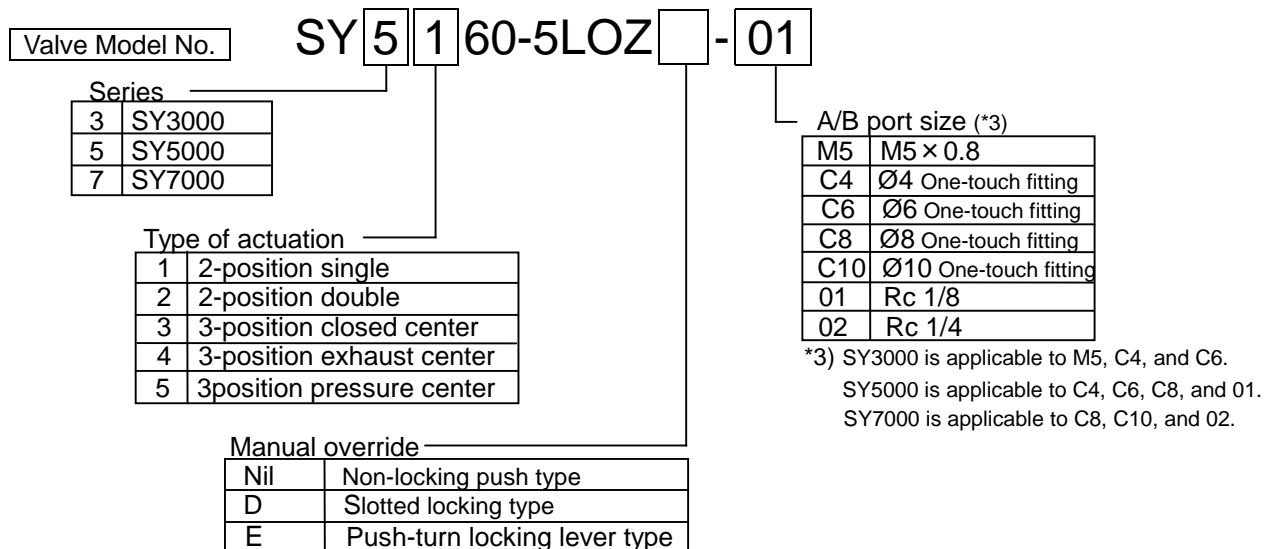 Valve Model No. SY 5 1 60-5LOZ - 01
Series
3 SY3000
5 SY5000
7 SY7000
Type of actuation
1 2-position single
2 2-position double
3 3-position closed center
4 3-position exhaust center
5 3position pressure center
Manual override
Nil Non-locking push type
D Slotted locking type
E Push-turn locking lever type
A/B port size (*3)
M5 M5×0.8
C4 Ø4 One-touch fitting
C6 Ø6 One-touch fitting
C8 Ø8 One-touch fitting
C10 Ø10 One-touch fitting
01 Rc 1/8
02 Rc 1/4
*3) SY3000 is applicable to M5, C4, and C6.
SY5000 is applicable to C4, C6, C8, and 01.
SY7000 is applicable to C8, C10, and 02.